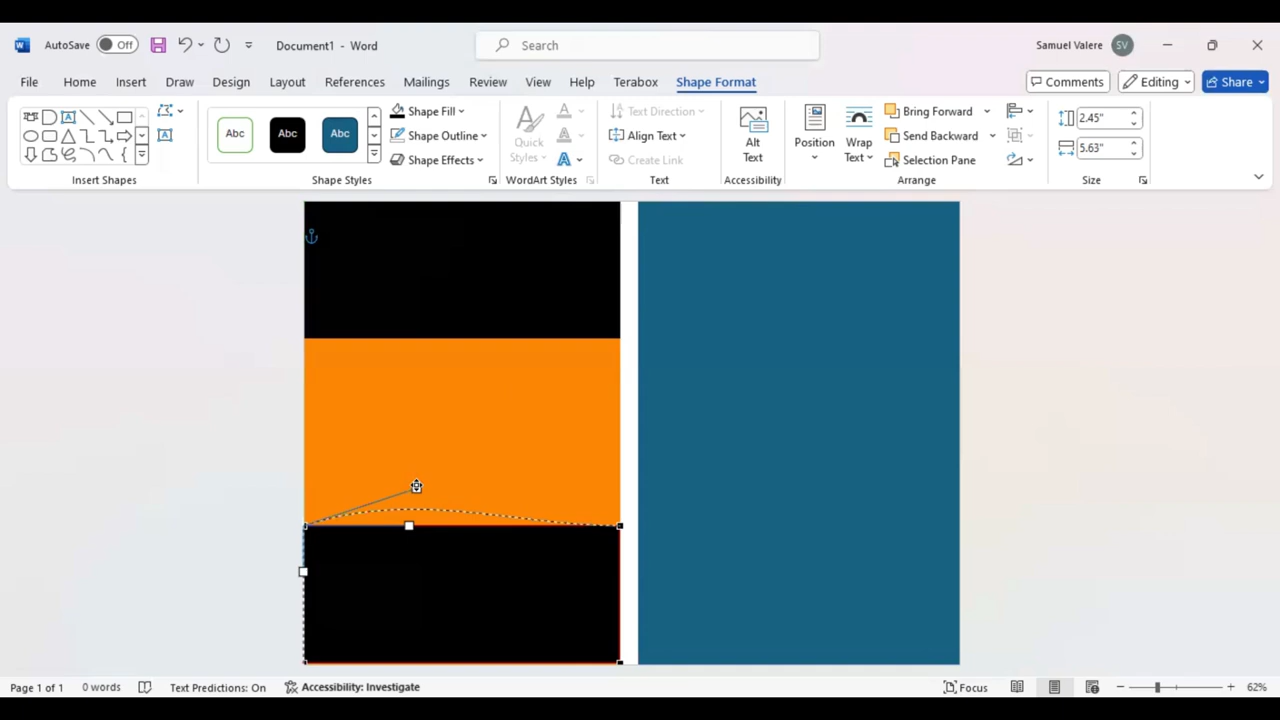 AutoSave Off Document1 - Word Search Samuel Valere SV
File Home Insert Draw Design Layout References Mailings Review View Help Terabox Shape Format Comments Editing Share
Abc Abc Abc
Shape Fill
Shape Outline
Shape Effects
Quick
Styles
Text Direction
Align Text
Create Link
Alt
Text
Position
Wrap
Text
Bring Forward
Send Backward
Selection Pane
2.45"
5.63"
Insert Shapes Shape Styles WordArt Styles Text Accessibility Arrange Size
Page 1 of 1 0 words Text Predictions: On Accessibility: Investigate Focus 62%